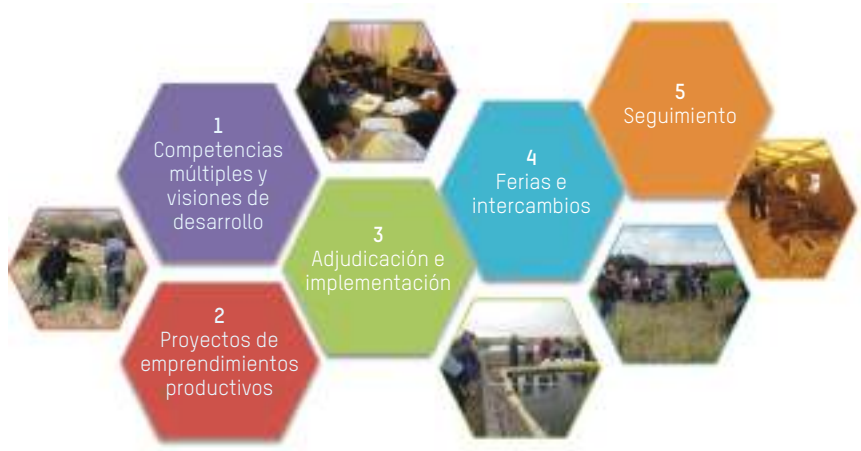 1
Competencias
múltiples y
visiones de
desarrollo
2
Proyectos de
emprendimientos
productivos
3
Adjudicación e
implementación
4
Ferias e
intercambios
5
Seguimiento